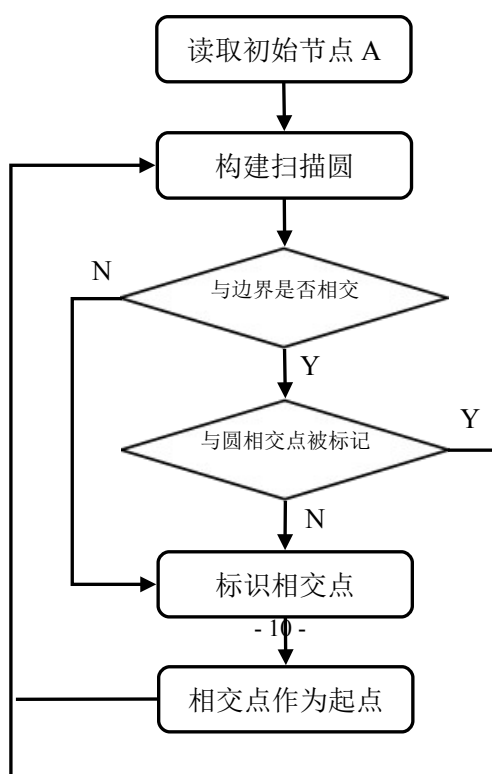 读取初始节点 A
构建扫描圆
N
与边界是否相交
Y
与圆相交点被标记
Y
N
标识相交点
- 10 -
相交点作为起点